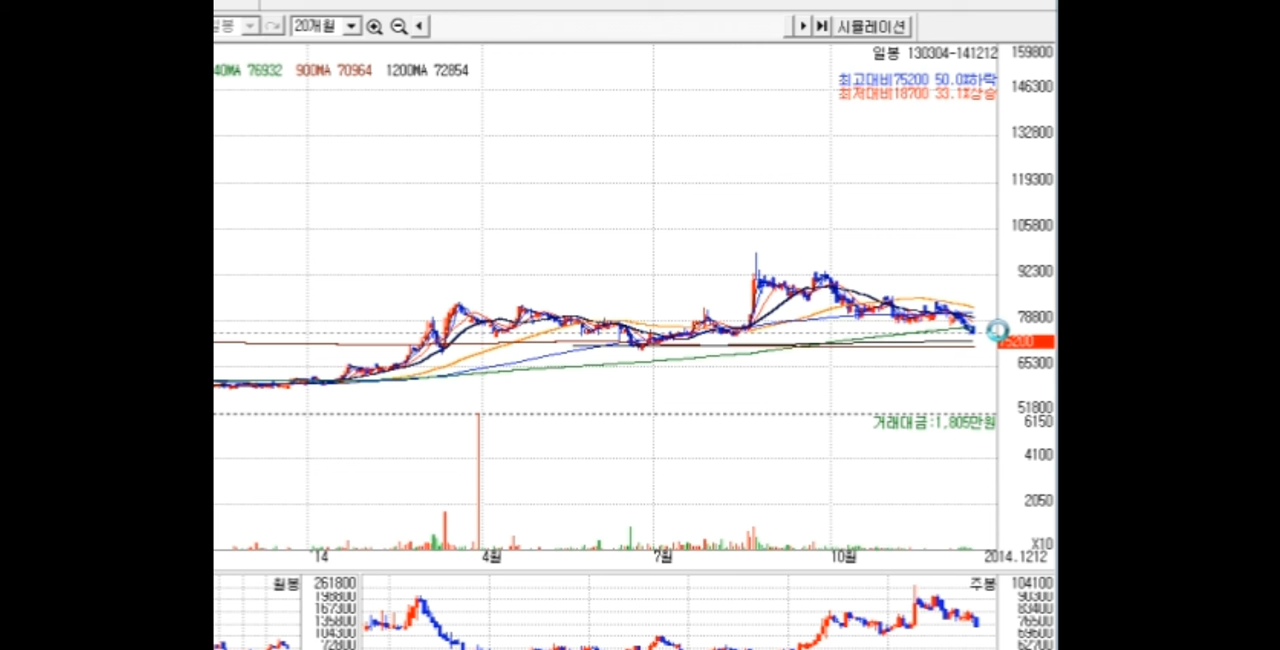 20개월 시뮬레이션
일봉 130304-141212 159800
40MA 76932 900MA 70964 1200MA 72854
최고대비75200 50.0%하락
최저대비18700 33.1%상승
146300
132800
119300
105800
92300
78800
65300
51800
거래대금:1,805만원 6150
4100
2050
X10
14 4월 7월 10월 2014.1212
월봉 261800 주봉 104100
198800 90300
167300 83400
135800 76500
104300 69600
72800 62700